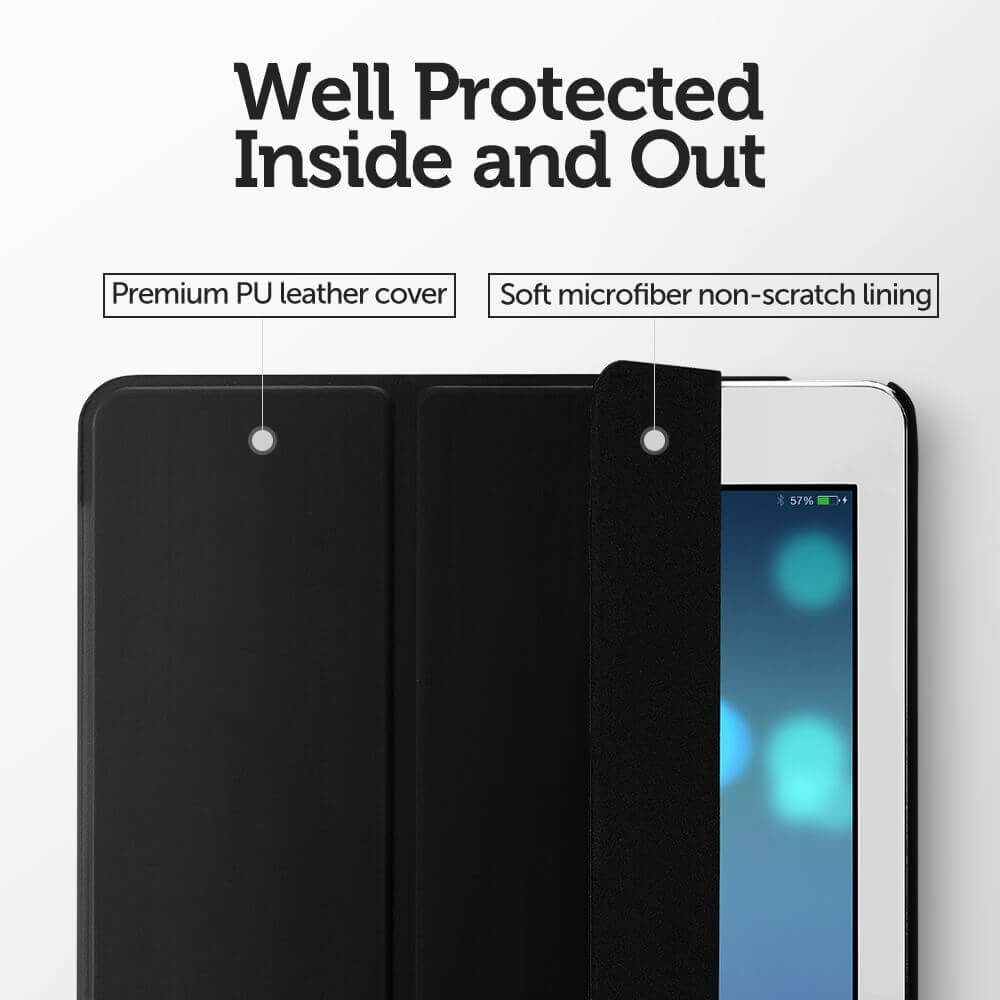 Well Protected
Inside and Out
Premium PU leather cover
Soft microfiber non-scratch lining
57%